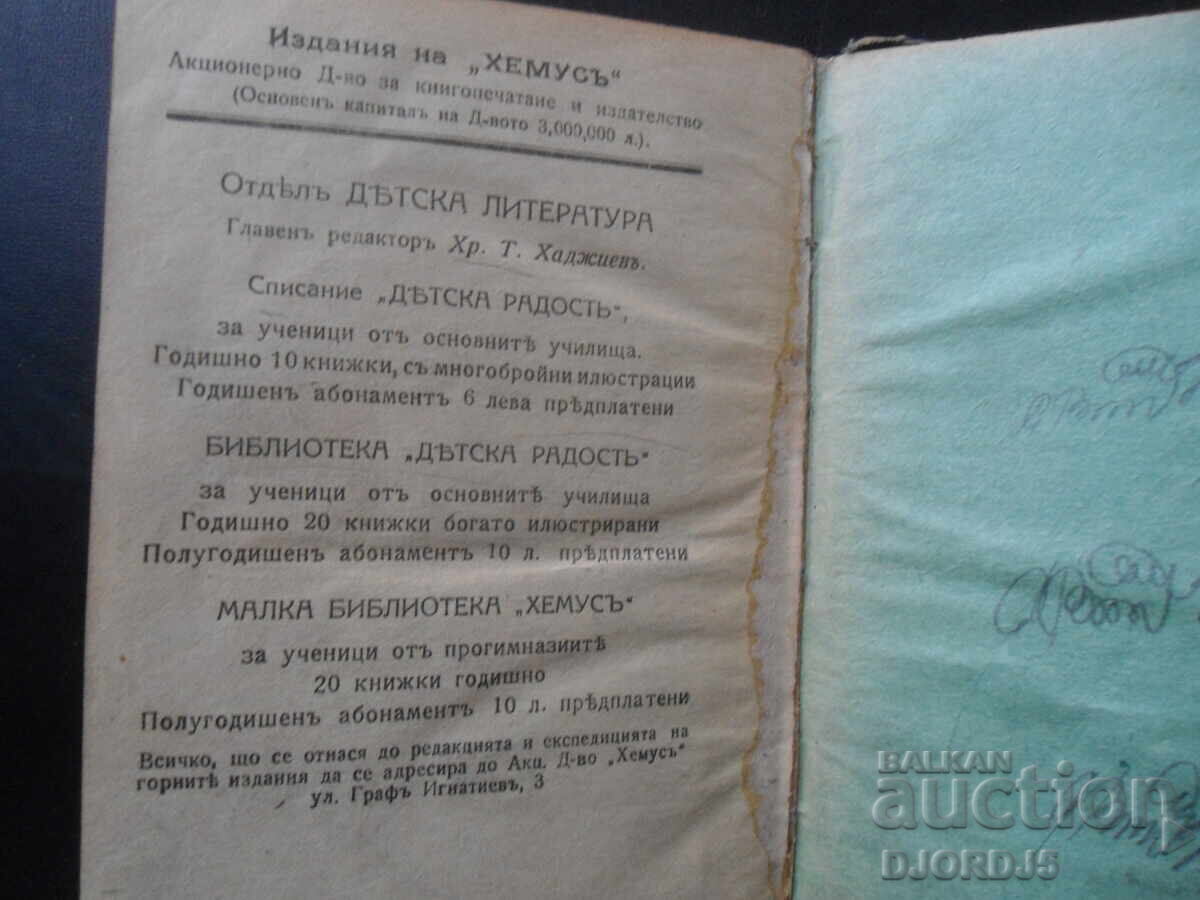 Издания на „ХЕМУСЪ“
Акционерно Д-во за книгопечатане и издателство
(Основенъ капиталъ на Д-вото 3,000,000 л.).
Отдѣлъ ДѢТСКА ЛИТЕРАТУРА
Главенъ редакторъ Хр. Т. Хаджиевъ.
Списание „ДѢТСКА РАДОСТЬ“,
за ученици отъ основнитѣ училища.
Годишно 10 книжки, съ многобройни илюстрации
Годишенъ абонаментъ 6 лева прѣдплатени
БИБЛИОТЕКА „ДѢТСКА РАДОСТЬ“
за ученици отъ основнитѣ училища
Годишно 20 книжки богато илюстрирани
Полугодишенъ абонаментъ 10 л. прѣдплатени
МАЛКА БИБЛИОТЕКА „ХЕМУСЪ“
за ученици отъ прогимназиитѣ
20 книжки годишно
Полугодишенъ абонаментъ 10 л. прѣдплатени
Всичко, що се отнася до редакцията и експедицията на
горнитѣ издания да се адресира до Акц. Д-во „Хемусъ“
ул. Графъ Игнатиевъ, 3
BALKAN
auction
DJORDJ5